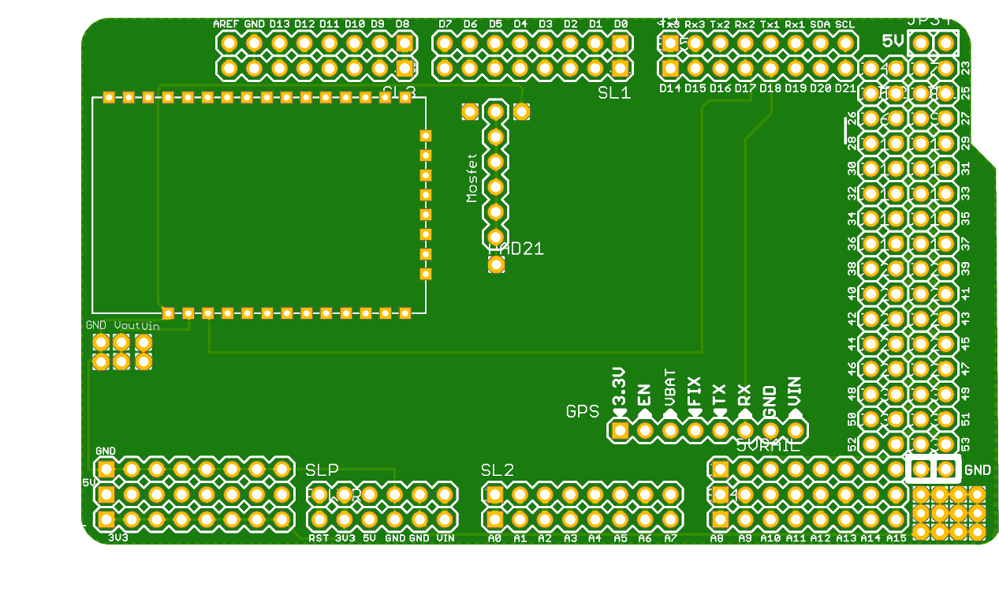 AREF GND D13 D12 D11 D10 D9 D8 D7 D6 D5 D4 D3 D2 D1 D0 Tx3 Rx3 Tx2 Rx2 Tx1 Rx1 SDA SCL
5V
D14 D15 D16 D17 D18 D19 D20 D21
SL1
23
25
26 27
28 29
30 31
32 33
34 35
36 37
38 39
40 41
42 43
44 45
46 47
48 49
50 51
52 53
Mosfet
HAD21
GND Vout Vin
3.3V EN VBAT FIX TX RX GND VIN
GPS
5VRAIL
GND
SLP SL2 GND
5V
3V3 RST 3V3 5V GND GND VIN A0 A1 A2 A3 A4 A5 A6 A7 A8 A9 A10 A11 A12 A13 A14 A15